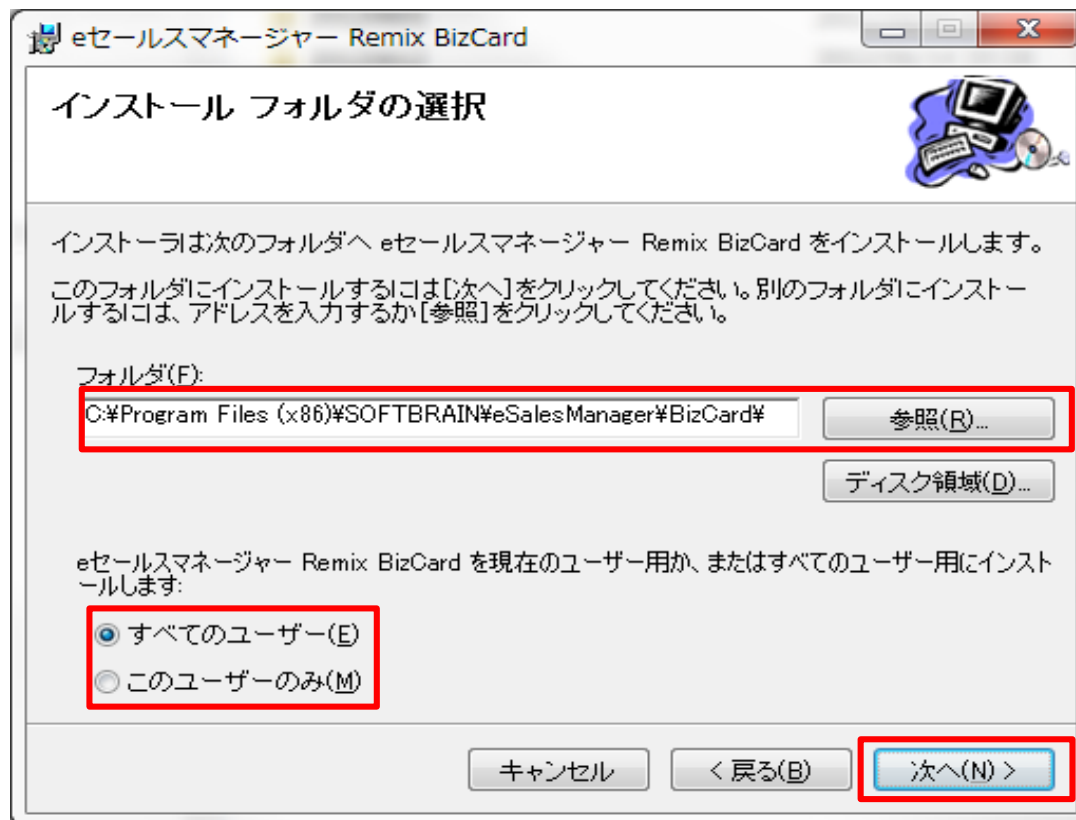 eセールスマネージャー Remix BizCard
インストール フォルダの選択
インストーラは次のフォルダへ eセールスマネージャー Remix BizCard をインストールします。
このフォルダにインストールするには[次へ]をクリックしてください。別のフォルダにインストー
ルするには、アドレスを入力するか[参照]をクリックしてください。
フォルダ(F):
C:¥Program Files (x86)¥SOFTBRAIN¥eSalesManager¥BizCard¥
参照(R)...
ディスク領域(D)...
eセールスマネージャー Remix BizCard を現在のユーザー用か、またはすべてのユーザー用にインスト
ールします:
すべてのユーザー(E)
このユーザーのみ(M)
キャンセル
< 戻る(B)
次へ(N) >